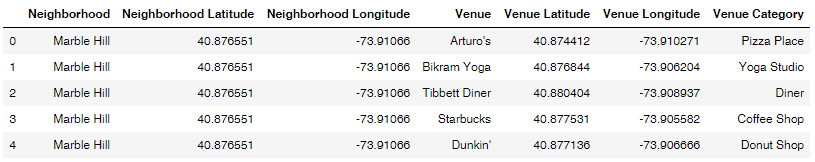 Neighborhood Neighborhood Latitude Neighborhood Longitude Venue Venue Latitude Venue Longitude Venue Category
0 Marble Hill 40.876551 -73.91066 Arturo's 40.874412 -73.910271 Pizza Place
1 Marble Hill 40.876551 -73.91066 Bikram Yoga 40.876844 -73.906204 Yoga Studio
2 Marble Hill 40.876551 -73.91066 Tibbett Diner 40.880404 -73.908937 Diner
3 Marble Hill 40.876551 -73.91066 Starbucks 40.877531 -73.905582 Coffee Shop
4 Marble Hill 40.876551 -73.91066 Dunkin' 40.877136 -73.906666 Donut Shop